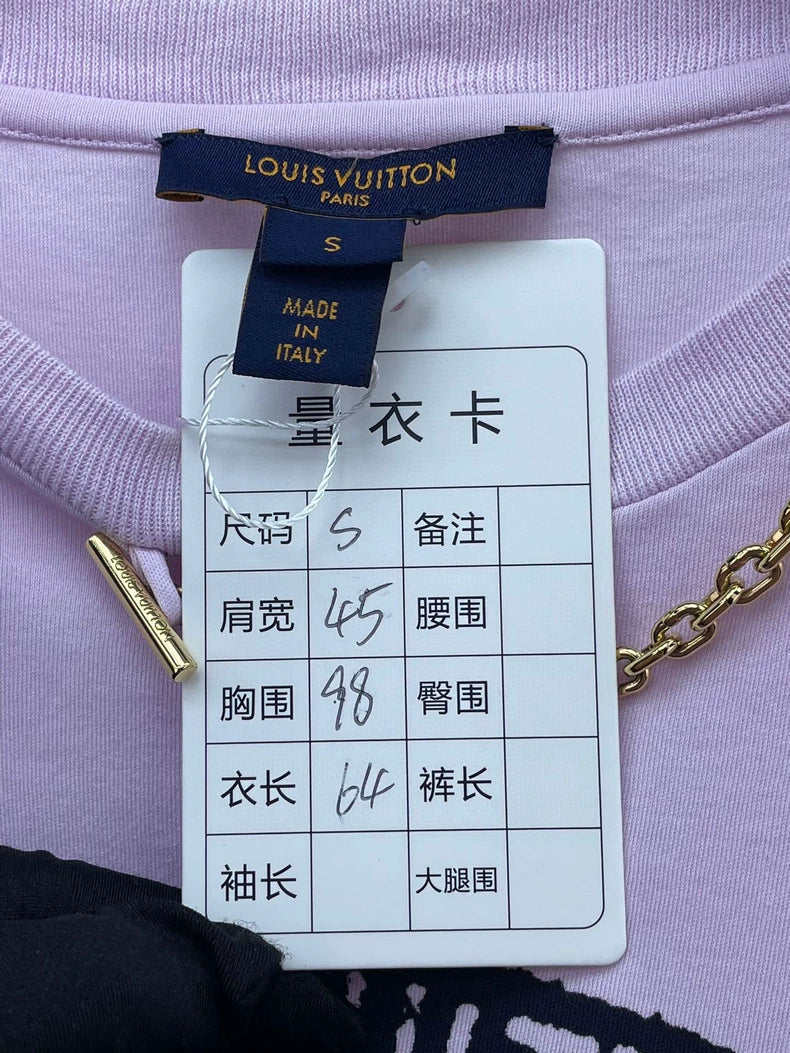 LOUIS VUITTON
PARIS
S
MADE
IN
ITALY
量衣卡
尺码 S 备注
肩宽 45 腰围
胸围 98 臀围
衣长 64 裤长
袖长 大腿围